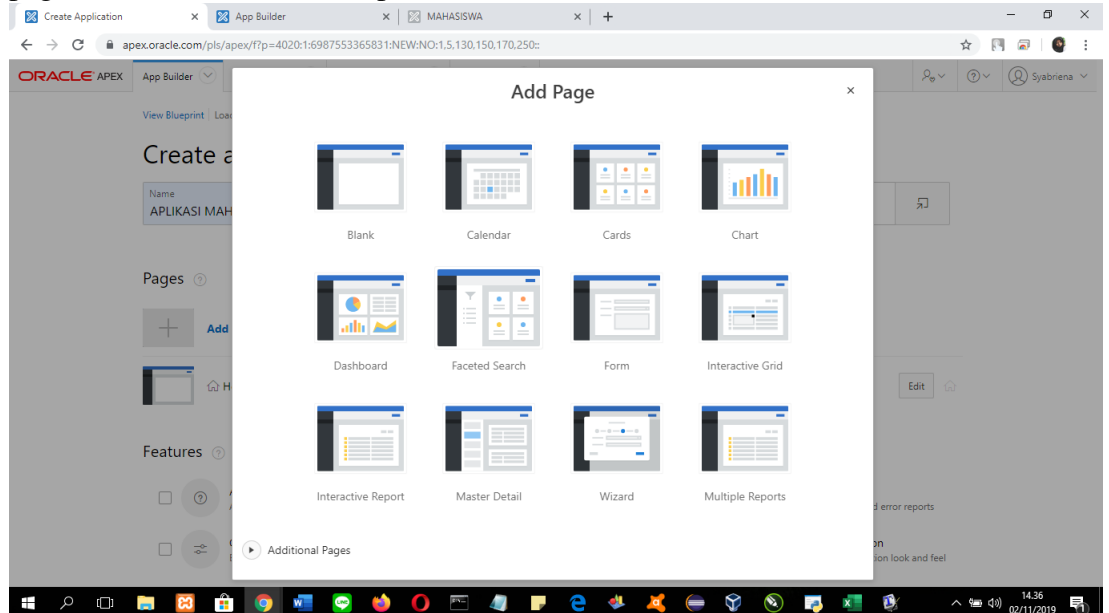 Create Application
App Builder
MAHASISWA
apex.oracle.com/pls/apex/f?p=4020:1:6987553365831:NEW:NO:1,5,130,150,170,250::
ORACLE APEX
App Builder
Syabriena
View Blueprint
Add Page
Create a
Name
APLIKASI MAH
Blank
Calendar
Cards
Chart
Pages
Add
Dashboard
Faceted Search
Form
Interactive Grid
H
Edit
Features
Interactive Report
Master Detail
Wizard
Multiple Reports
d error reports
Additional Pages
on
ion look and feel
14.36
02/11/2019